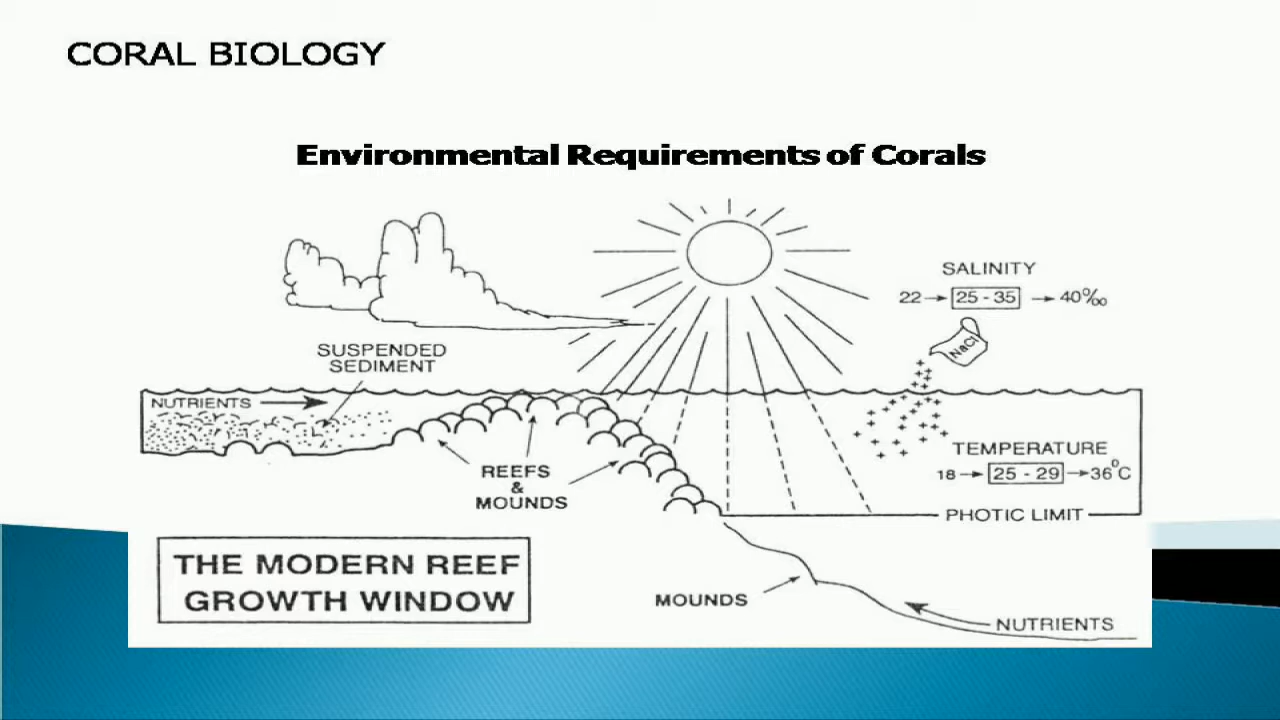 CORAL BIOLOGY
Environmental Requirements of Corals
SALINITY
22 → 25 - 35 → 40‰
NaCl
SUSPENDED
SEDIMENT
NUTRIENTS
TEMPERATURE
18 → 25 - 29 → 36°C
REEFS
&
MOUNDS
PHOTIC LIMIT
THE MODERN REEF
GROWTH WINDOW
MOUNDS
NUTRIENTS